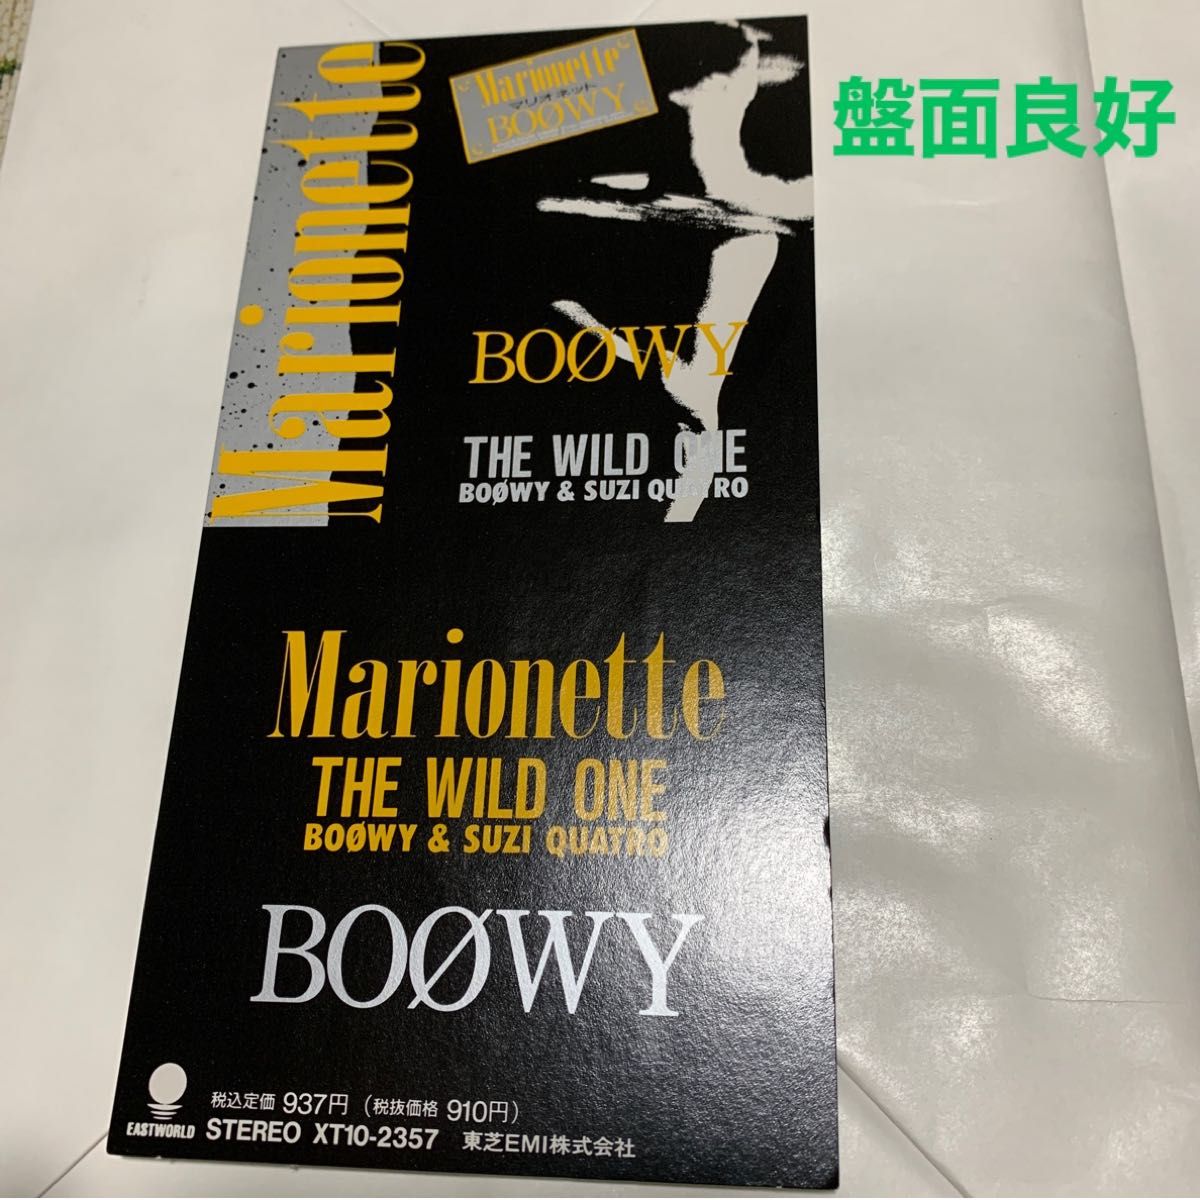 盤面良好
Marionette
Marionette
マリオネット
BOØWY
BOØWY
THE WILD ONE
BOØWY & SUZI QUATRO
Marionette
THE WILD ONE
BOØWY & SUZI QUATRO
BOØWY
税込定価 937円 (税抜価格 910円)
EASTWORLD STEREO XT10-2357 東芝EMI株式会社